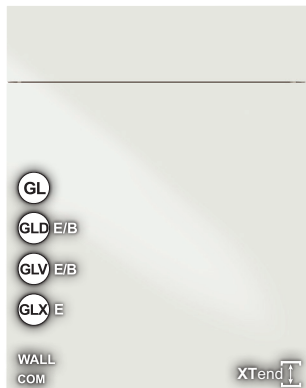 GL
GLD E/B
GLV E/B
GLX E
WALL
COM
XTend